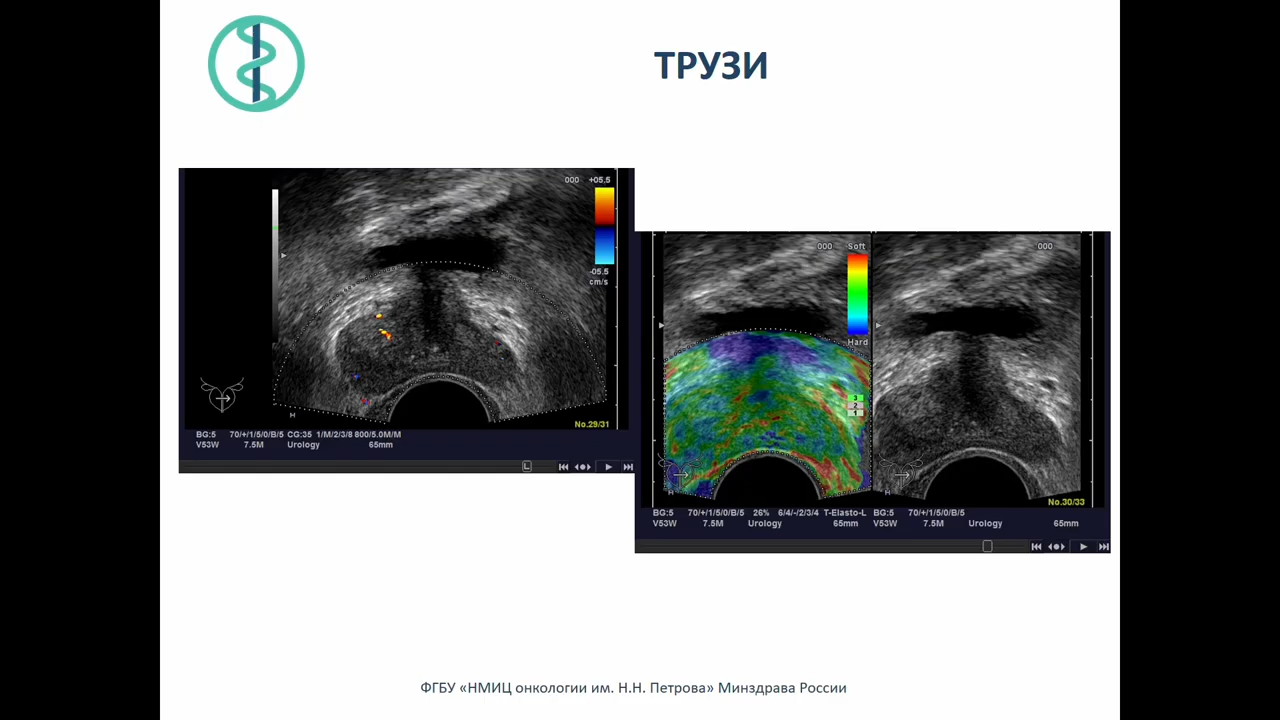 ТРУЗИ
000 +05.5
-05.5
cm/s
H
No.29/31
BG:5 70/+/1/5/0/B/5 CG:35 1/M/2/3/8 800/5.0M/M
V53W 7.5M Urology 65mm
L
000 Soft
Hard
3
2
1
H
000
H
No.30/33
BG:5 70/+/1/5/0/B/5 26% 6/4/-/2/3/4 T-Elasto-L BG:5 70/+/1/5/0/B/5
V53W 7.5M Urology 65mm V53W 7.5M Urology 65mm
ФГБУ «НМИЦ онкологии им. Н.Н. Петрова» Минздрава России